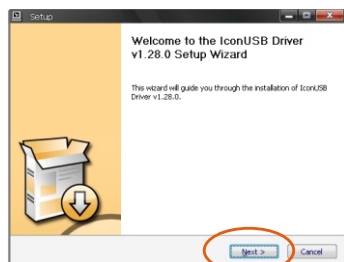 Setup
Welcome to the IconUSB Driver
v1.28.0 Setup Wizard
This wizard will guide you through the installation of IconUSB
Driver v1.28.0.
Next >
Cancel